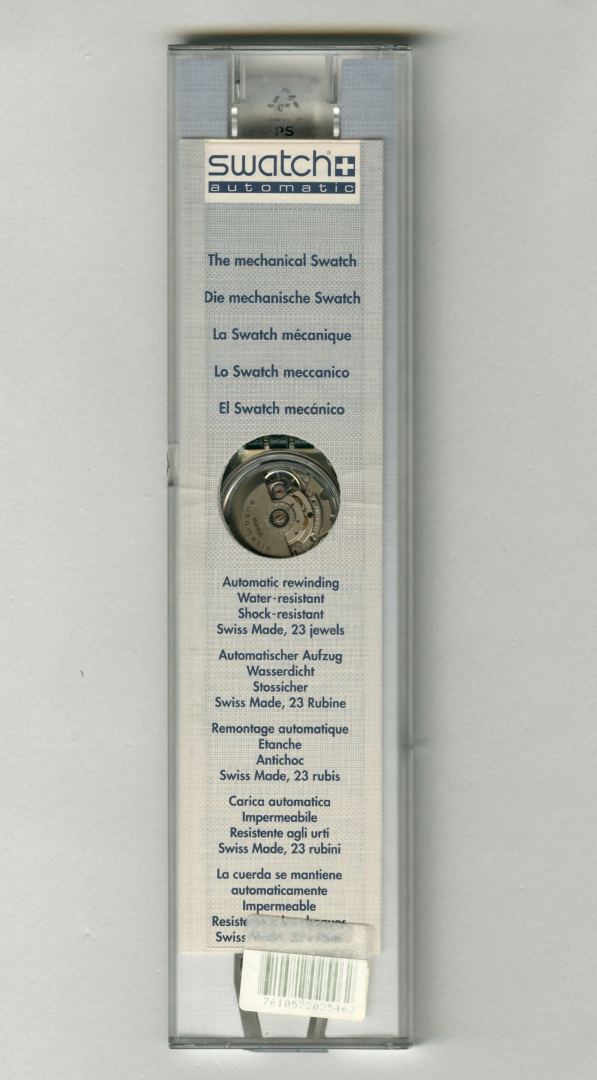 PS
swatch
automatic
The mechanical Swatch
Die mechanische Swatch
La Swatch mécanique
Lo Swatch meccanico
El Swatch mecánico
Automatic rewinding
Water-resistant
Shock-resistant
Swiss Made, 23 jewels
Automatischer Aufzug
Wasserdicht
Stossicher
Swiss Made, 23 Rubine
Remontage automatique
Etanche
Antichoc
Swiss Made, 23 rubis
Carica automatica
Impermeabile
Resistente agli urti
Swiss Made, 23 rubini
La cuerda se mantiene
automaticamente
Impermeable
Swiss